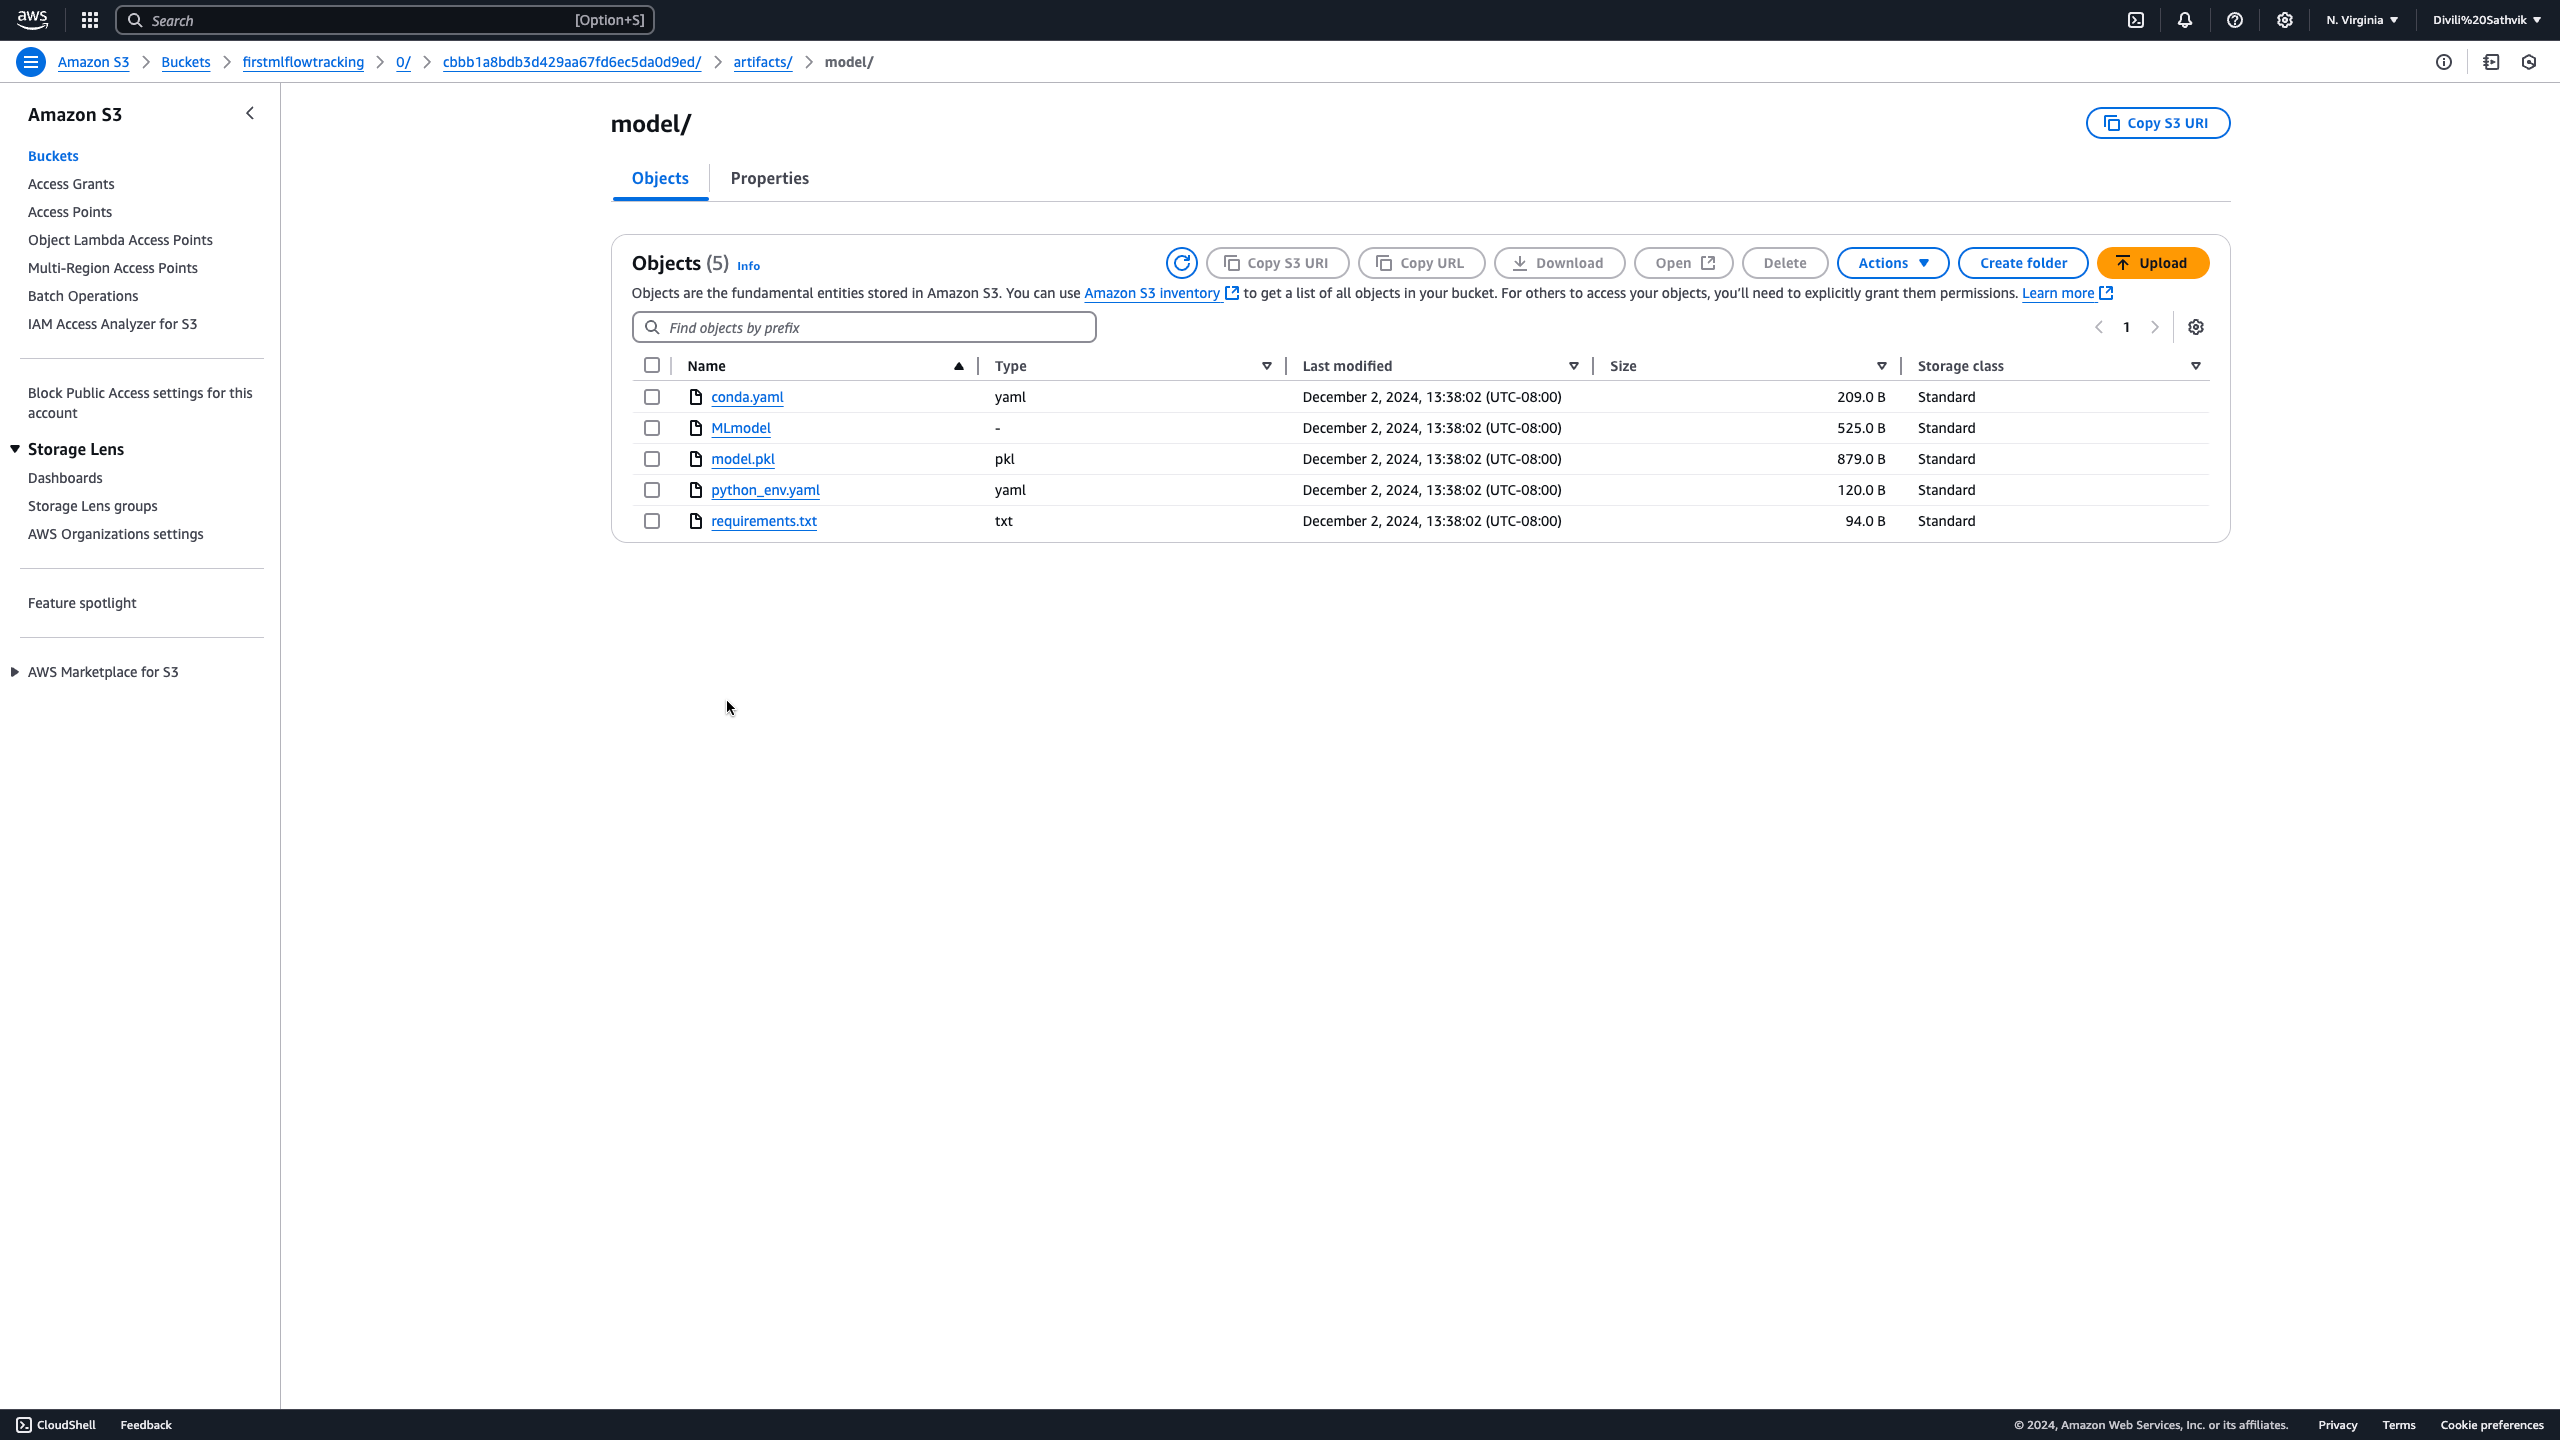 aws Search [Option+S] N. Virginia Divili%20Sathvik
Amazon S3 Buckets firstmlflowtracking 0/ cbbb1a8bdb3d429aa67fd6ec5da0d9ed/ artifacts/ model/
Amazon S3
Buckets
Access Grants
Access Points
Object Lambda Access Points
Multi-Region Access Points
Batch Operations
IAM Access Analyzer for S3
Block Public Access settings for this
account
Storage Lens
Dashboards
Storage Lens groups
AWS Organizations settings
Feature spotlight
AWS Marketplace for S3
model/
Copy S3 URI
Objects Properties
Objects (5) Info Copy S3 URI Copy URL Download Open Delete Actions Create folder Upload
Objects are the fundamental entities stored in Amazon S3. You can use Amazon S3 inventory to get a list of all objects in your bucket. For others to access your objects, you'll need to explicitly grant them permissions. Learn more
Find objects by prefix 1
Name Type Last modified Size Storage class
conda.yaml yaml December 2, 2024, 13:38:02 (UTC-08:00) 209.0 B Standard
MLmodel - December 2, 2024, 13:38:02 (UTC-08:00) 525.0 B Standard
model.pkl pkl December 2, 2024, 13:38:02 (UTC-08:00) 879.0 B Standard
python_env.yaml yaml December 2, 2024, 13:38:02 (UTC-08:00) 120.0 B Standard
requirements.txt txt December 2, 2024, 13:38:02 (UTC-08:00) 94.0 B Standard
CloudShell Feedback © 2024, Amazon Web Services, Inc. or its affiliates. Privacy Terms Cookie preferences